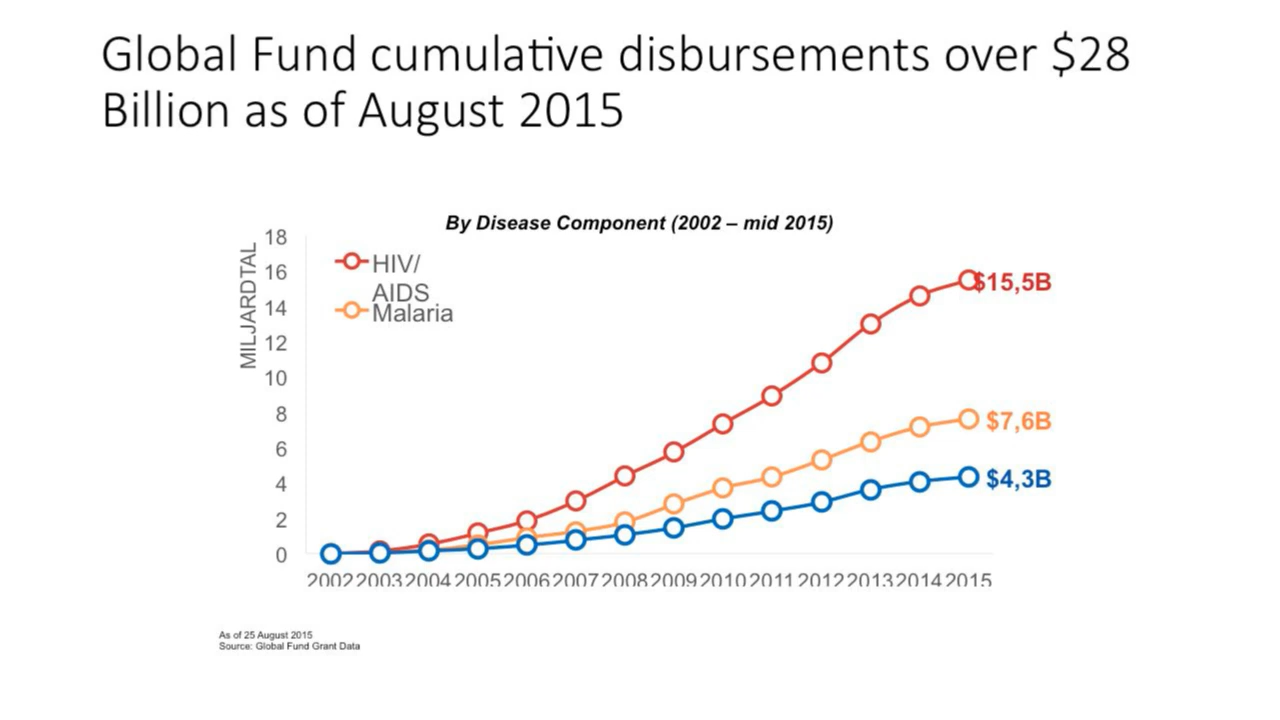 Global Fund cumulative disbursements over $28
Billion as of August 2015
By Disease Component (2002 – mid 2015)
MILJARDTAL
18
16
14
12
10
8
6
4
2
0
HIV/
AIDS
Malaria
$15,5B
$7,6B
$4,3B
2002 2003 2004 2005 2006 2007 2008 2009 2010 2011 2012 2013 2014 2015
As of 25 August 2015
Source: Global Fund Grant Data